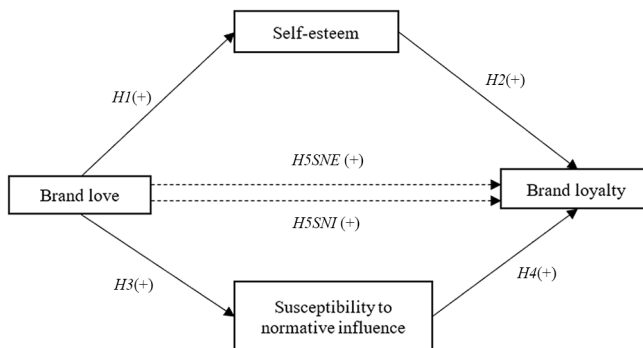 Self-esteem
H1(+)
H2(+)
H5SNE (+)
Brand love
Brand loyalty
H5SNI (+)
H3(+)
H4(+)
Susceptibility to
normative influence